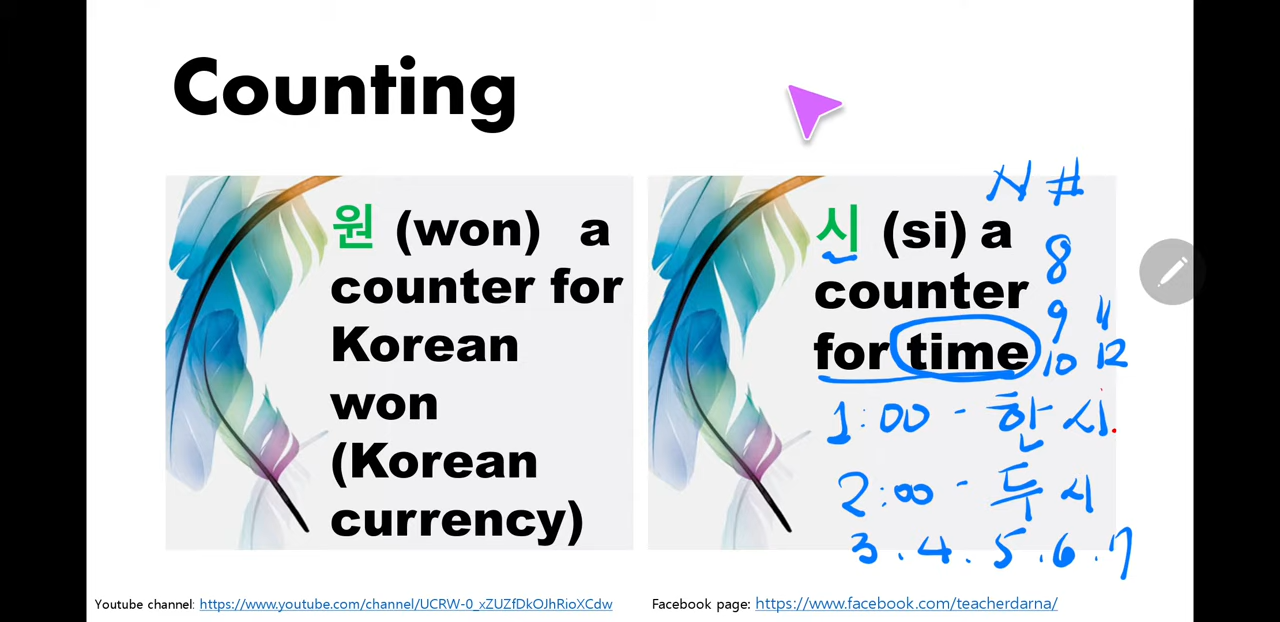 Counting
원 (won) a
counter for
Korean
won
(Korean
currency)
N #
신 (si) a
counter
for time
8
9 11
10 12
1:00 - 한 시
2:00 - 두 시
3 . 4 . 5 . 6 . 7
Youtube channel: https://www.youtube.com/channel/UCRW-0_xZUZfDkOJhRioXCdw
Facebook page: https://www.facebook.com/teacherdarna/